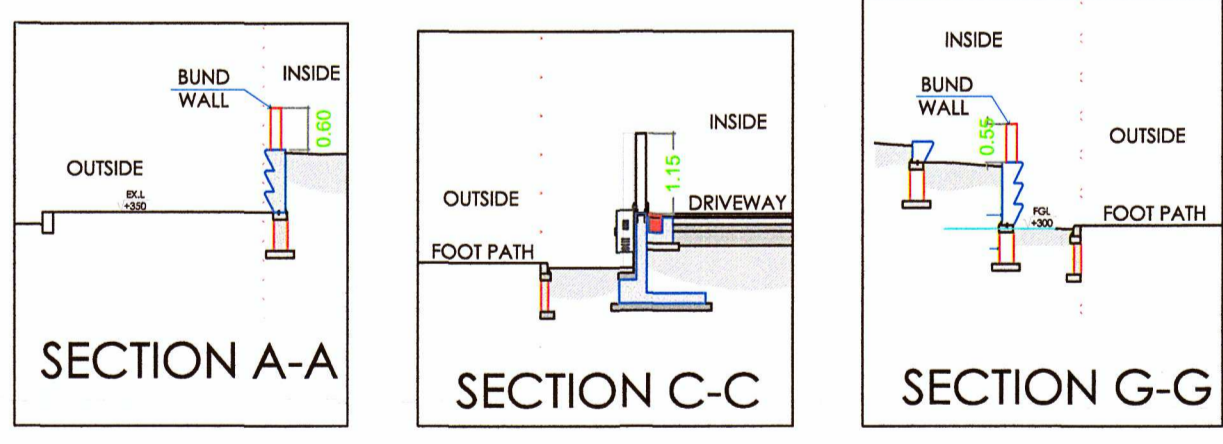 BUND
WALL
INSIDE
0.60
OUTSIDE
EX.L
+350
SECTION A-A
INSIDE
1.15
OUTSIDE
DRIVEWAY
FOOT PATH
SECTION C-C
INSIDE
BUND
WALL
0.55
OUTSIDE
FGL
+300
FOOT PATH
SECTION G-G